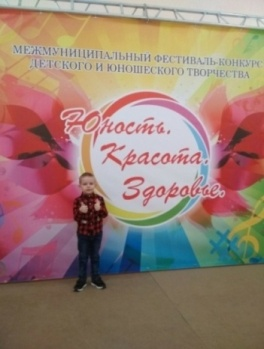 МЕЖМУНИЦИПАЛЬНЫЙ ФЕСТИВАЛЬ-КОНКУРС
ДЕТСКОГО И ЮНОШЕСКОГО ТВОРЧЕСТВА
Юность.
Красота.
Здоровье.